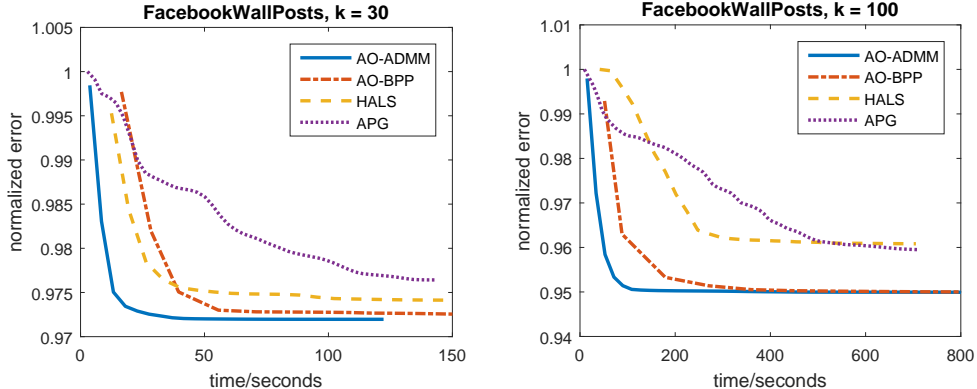 FacebookWallPosts, k = 30
1.005
1
0.995
0.99
0.985
0.98
0.975
0.97
normalized error
0
50
100
150
time/seconds
AO-ADMM
AO-BPP
HALS
APG
FacebookWallPosts, k = 100
1.01
1
0.99
0.98
0.97
0.96
0.95
0.94
normalized error
0
200
400
600
800
time/seconds
AO-ADMM
AO-BPP
HALS
APG